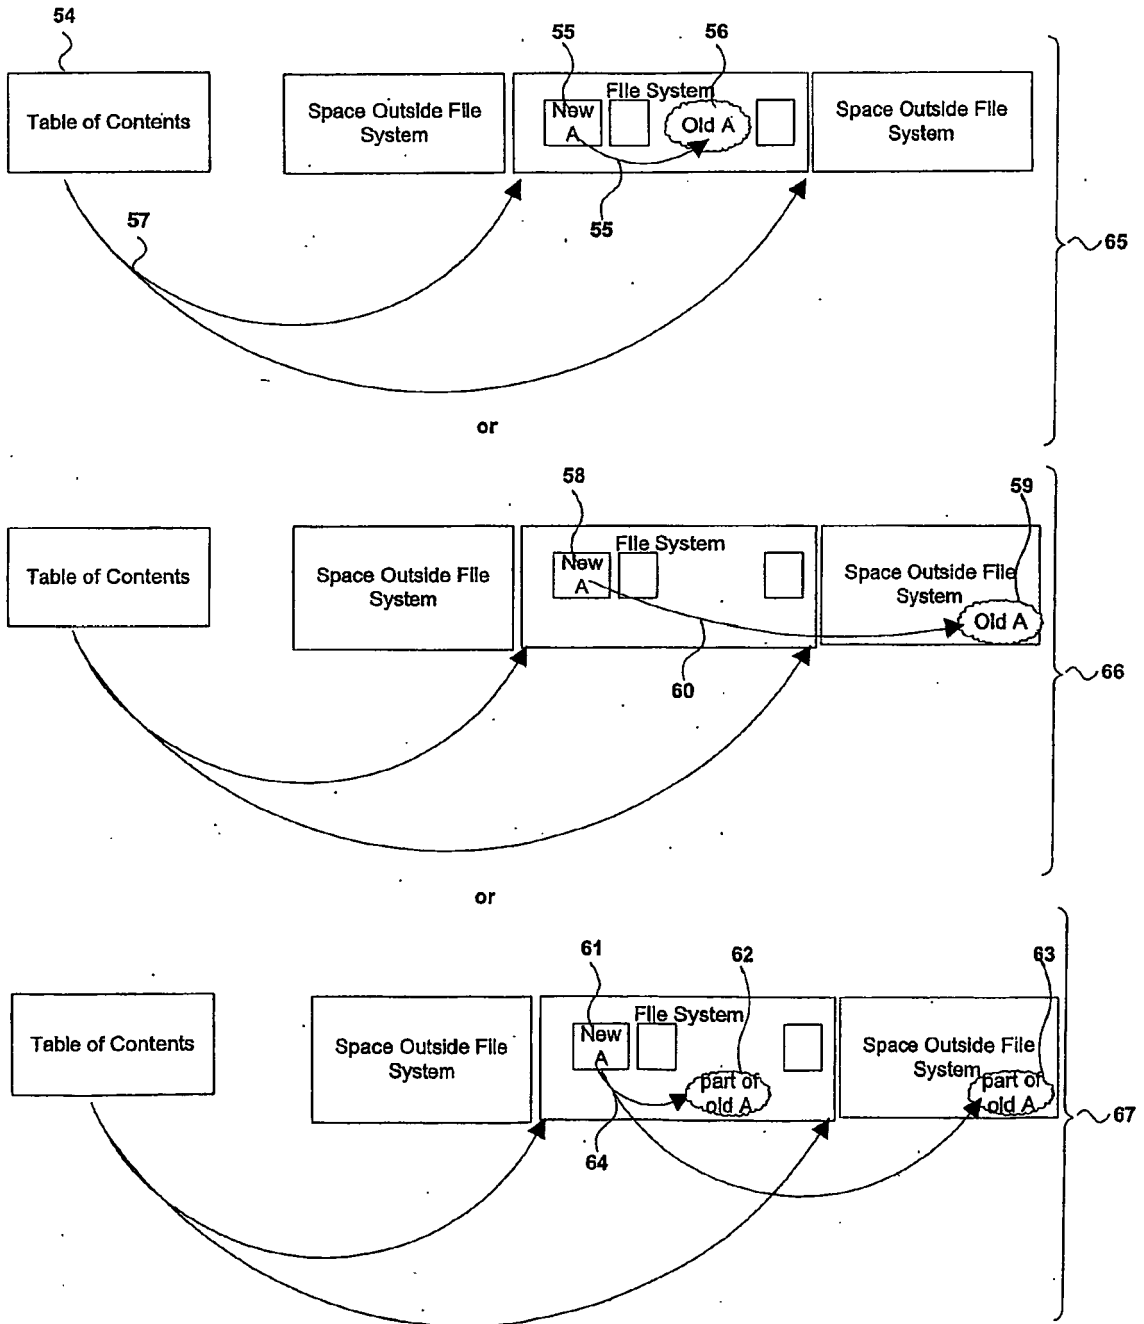 54
55
56
Table of Contents
Space Outside File
System
File System
New
A
Old A
Space Outside File
System
57
55
65
or
58
59
Table of Contents
Space Outside File
System
File System
New
A
Space Outside File
System
Old A
60
66
or
61
62
63
Table of Contents
Space Outside File
System
File System
New
A
part of
old A
Space Outside File
System
part of
old A
64
67